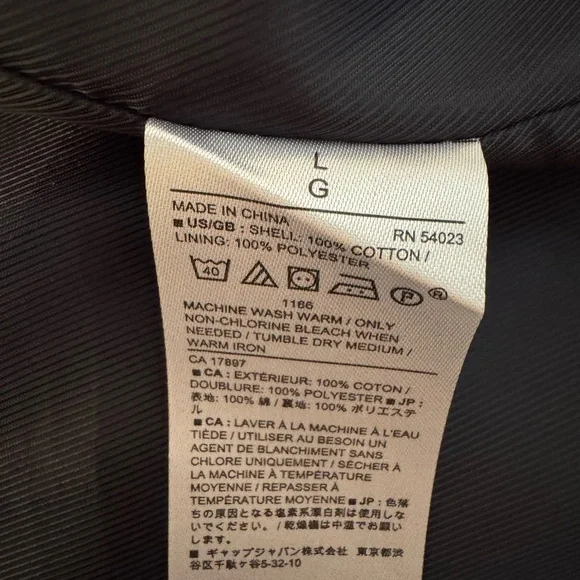 L
G
MADE IN CHINA RN 54023
■ US/GB : SHELL: 100% COTTON /
LINING: 100% POLYESTER
40 P ®
1166
MACHINE WASH WARM / ONLY
NON-CHLORINE BLEACH WHEN
NEEDED / TUMBLE DRY MEDIUM /
WARM IRON
CA 17897
■ CA : EXTÉRIEUR: 100% COTON /
DOUBLURE: 100% POLYESTER ■ JP :
表地: 100% 綿 / 裏地: 100% ポリエステ
ル
■ CA : LAVER À LA MACHINE À L'EAU
TIÈDE / UTILISER AU BESOIN UN
AGENT DE BLANCHIMENT SANS
CHLORE UNIQUEMENT / SÉCHER À
LA MACHINE À TEMPÉRATURE
MOYENNE / REPASSER À
TEMPÉRATURE MOYENNE ■ JP : 色落
ちの原因となる塩素系漂白剤は使用しな
いでください。/ 乾燥機は中温でお願い
します。
■ ギャップジャパン株式会社 東京都渋
谷区千駄ヶ谷5-32-10